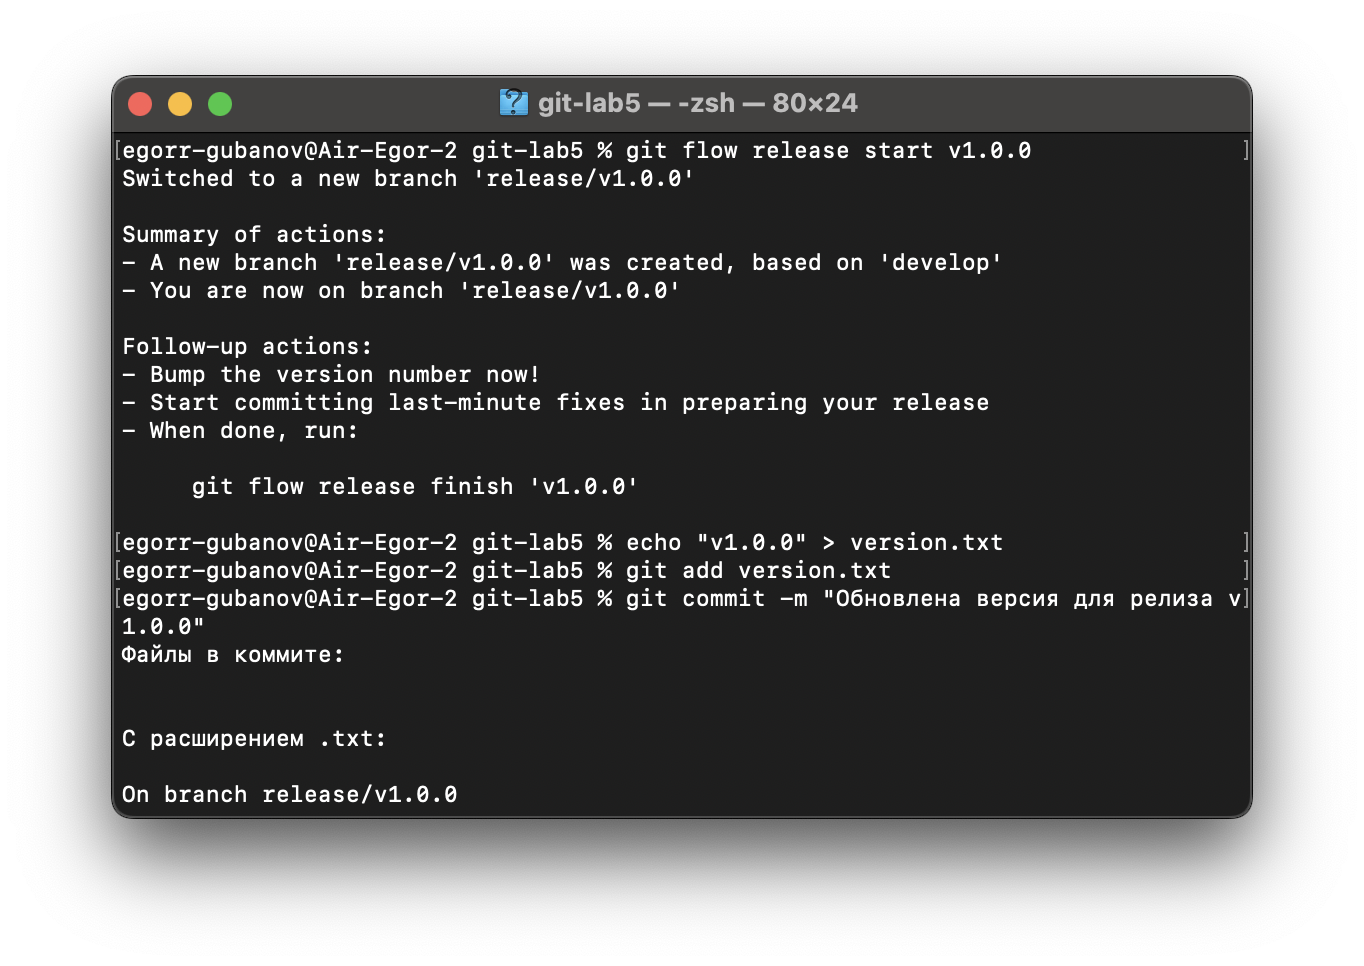 git-lab5 — -zsh — 80×24
[egorr-gubanov@Air-Egor-2 git-lab5 % git flow release start v1.0.0 ]
Switched to a new branch 'release/v1.0.0'
Summary of actions:
- A new branch 'release/v1.0.0' was created, based on 'develop'
- You are now on branch 'release/v1.0.0'
Follow-up actions:
- Bump the version number now!
- Start committing last-minute fixes in preparing your release
- When done, run:
git flow release finish 'v1.0.0'
[egorr-gubanov@Air-Egor-2 git-lab5 % echo "v1.0.0" > version.txt ]
[egorr-gubanov@Air-Egor-2 git-lab5 % git add version.txt ]
[egorr-gubanov@Air-Egor-2 git-lab5 % git commit -m "Обновлена версия для релиза v]
1.0.0"
Файлы в коммите:
С расширением .txt:
On branch release/v1.0.0